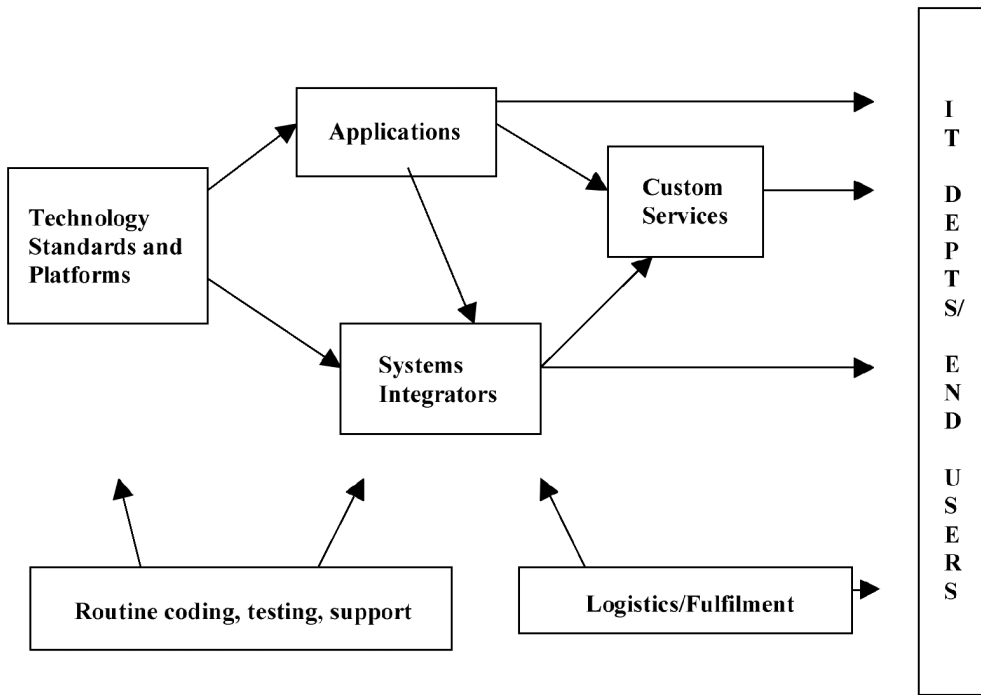 Applications
Technology
Standards and
Platforms
Custom
Services
Systems
Integrators
Routine coding, testing, support
Logistics/Fulfilment
I
T
D
E
P
T
S/
E
N
D
U
S
E
R
S